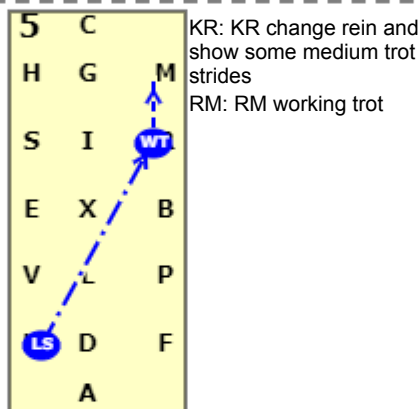 5 C
H G M
S I WT
E X B
V L P
LS D F
A
KR: KR change rein and
show some medium trot
strides
RM: RM working trot